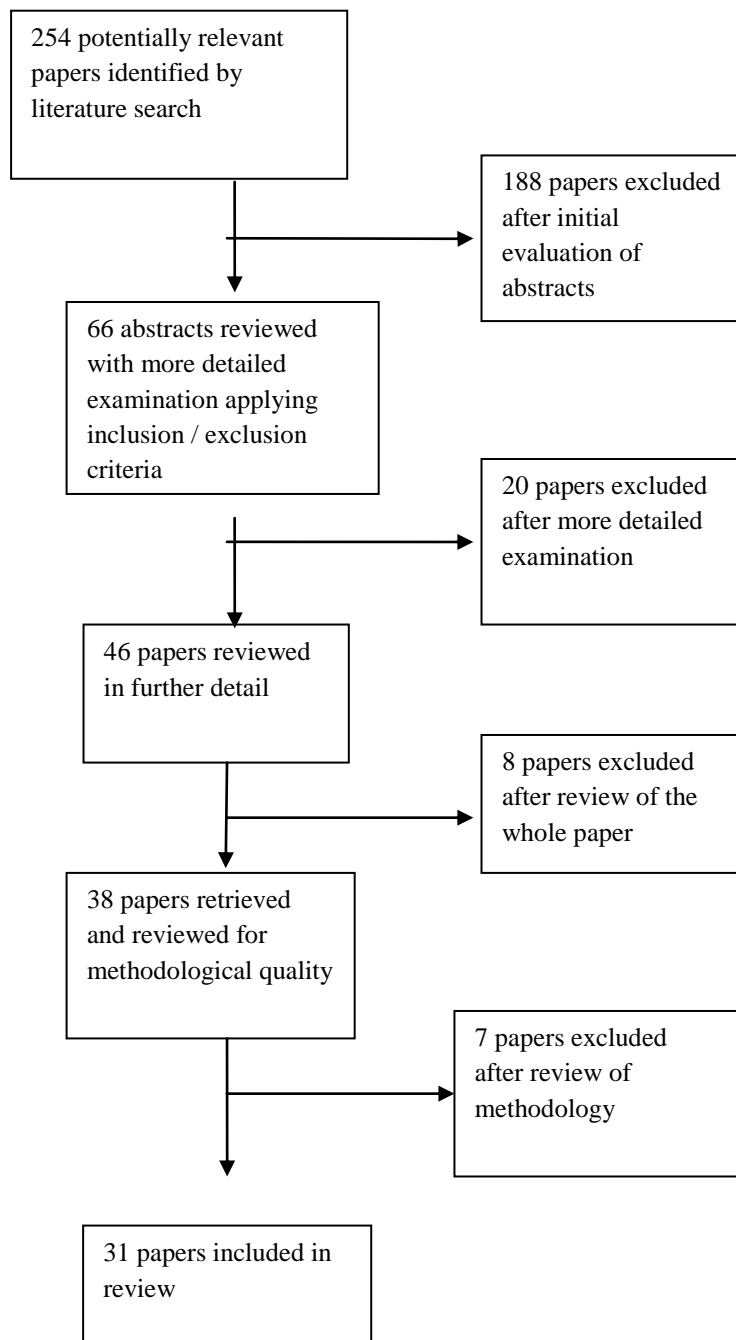 254 potentially relevant
papers identified by
literature search
188 papers excluded
after initial
evaluation of
abstracts
66 abstracts reviewed
with more detailed
examination applying
inclusion / exclusion
criteria
20 papers excluded
after more detailed
examination
46 papers reviewed
in further detail
8 papers excluded
after review of the
whole paper
38 papers retrieved
and reviewed for
methodological quality
7 papers excluded
after review of
methodology
31 papers included in
review